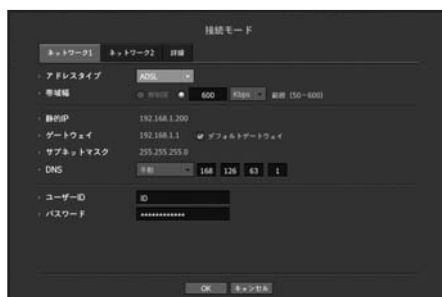 接続モード
ネットワーク1 ネットワーク2 詳細
アドレスタイプ ADSL
帯域幅 無制限 600 Kbps 範囲 (50~600)
静的IP 192.168.1.200
ゲートウェイ 192.168.1.1 デフォルトゲートウェイ
サブネットマスク 255.255.255.0
DNS 手動 168 126 63 1
ユーザーID ID
パスワード ************
OK キャンセル